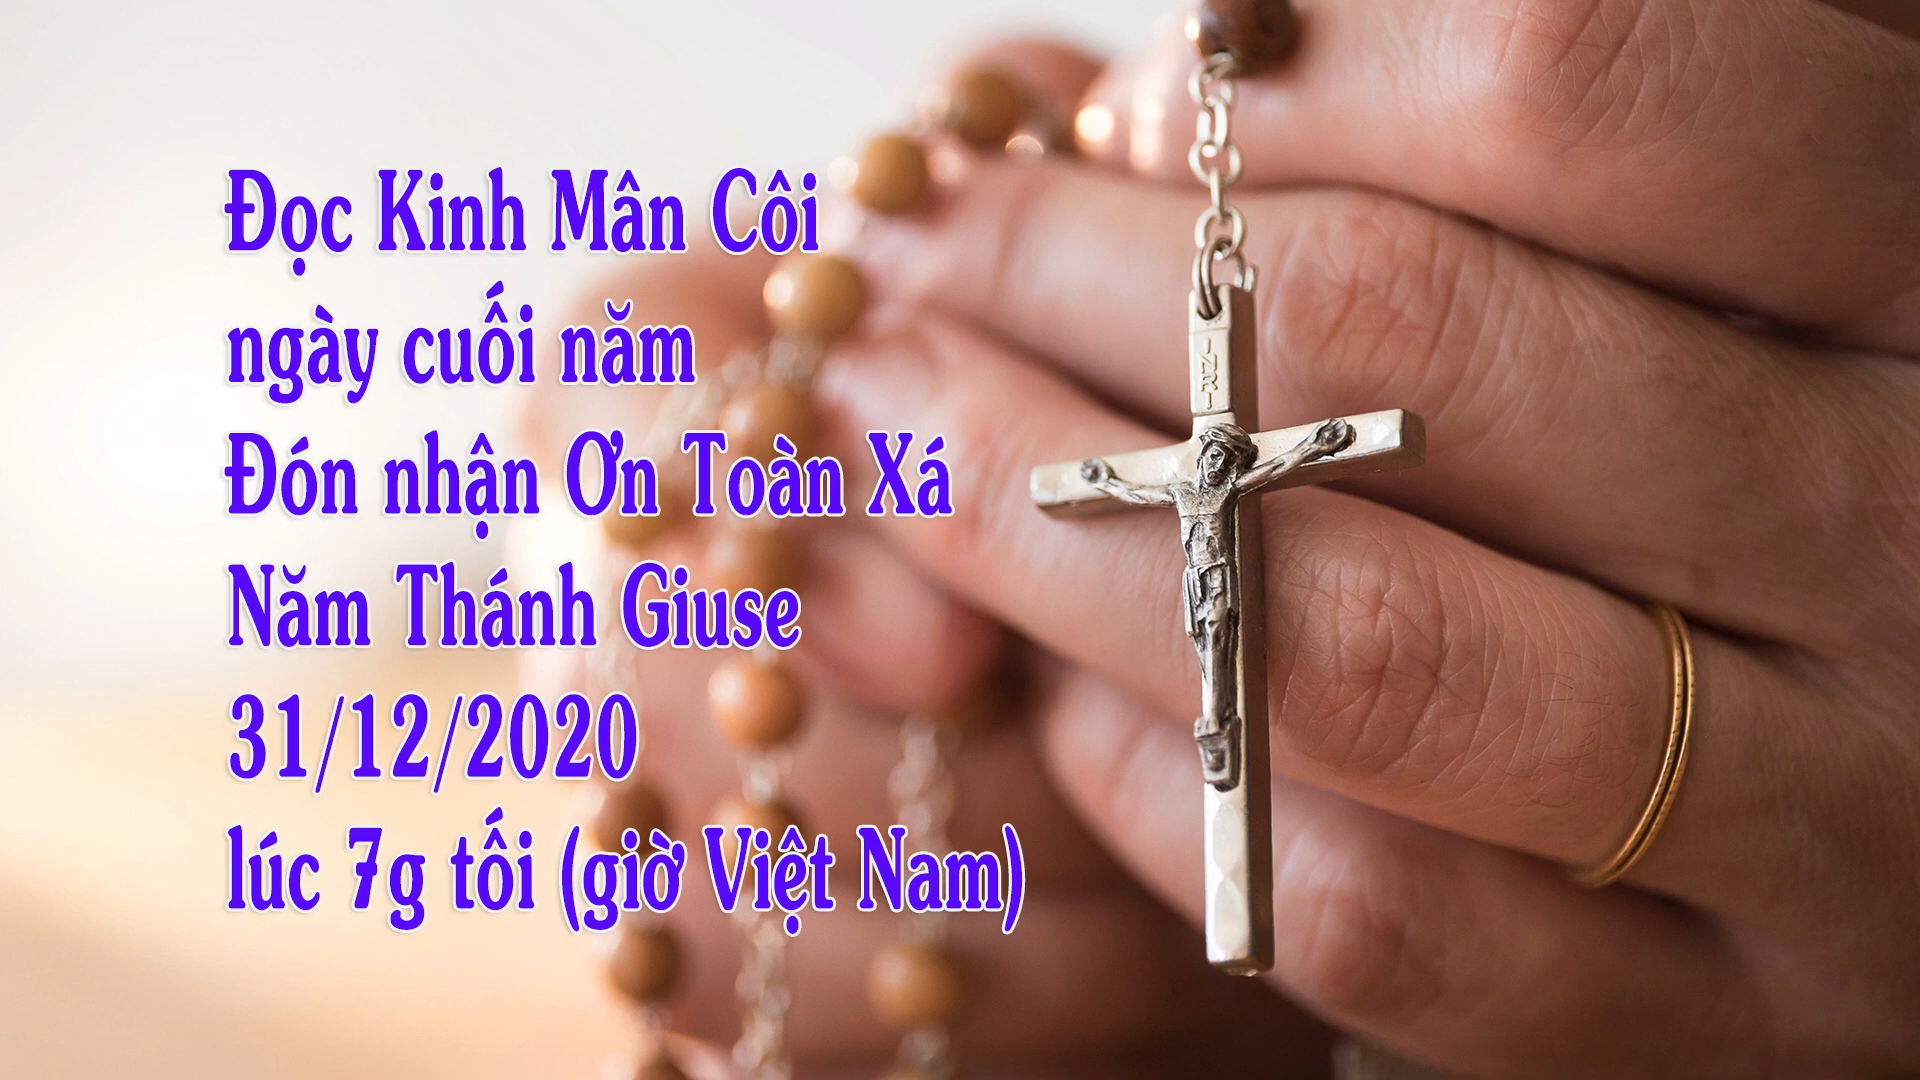 Đọc Kinh Mân Côi
ngày cuối năm
Đón nhận Ơn Toàn Xá
Năm Thánh Giuse
31/12/2020
lúc 7g tối (giờ Việt Nam)
INRI